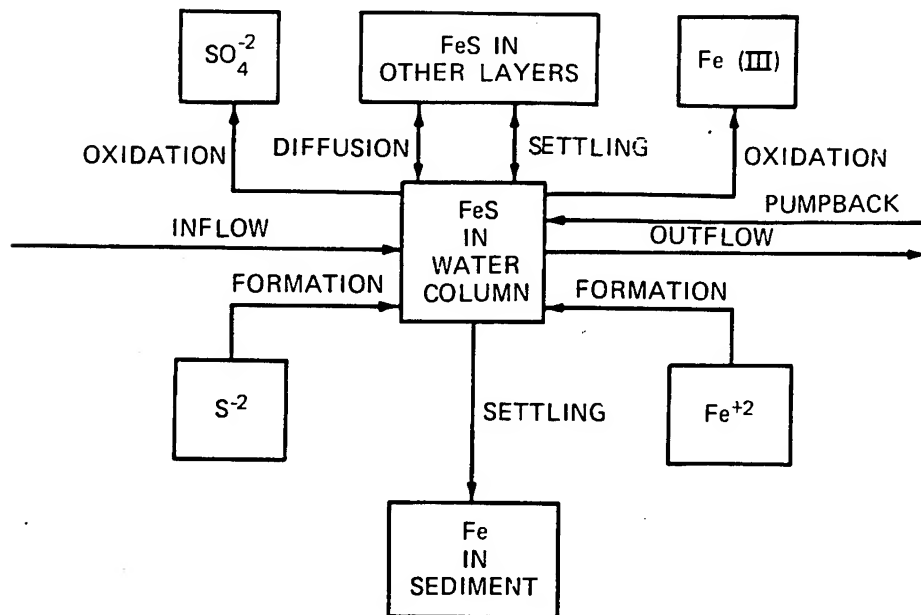 SO₄⁻²
FeS IN
OTHER LAYERS
Fe (III)
OXIDATION
DIFFUSION
SETTLING
OXIDATION
PUMPBACK
INFLOW
FeS
IN
WATER
COLUMN
OUTFLOW
FORMATION
FORMATION
S⁻²
Fe⁺²
SETTLING
Fe
IN
SEDIMENT